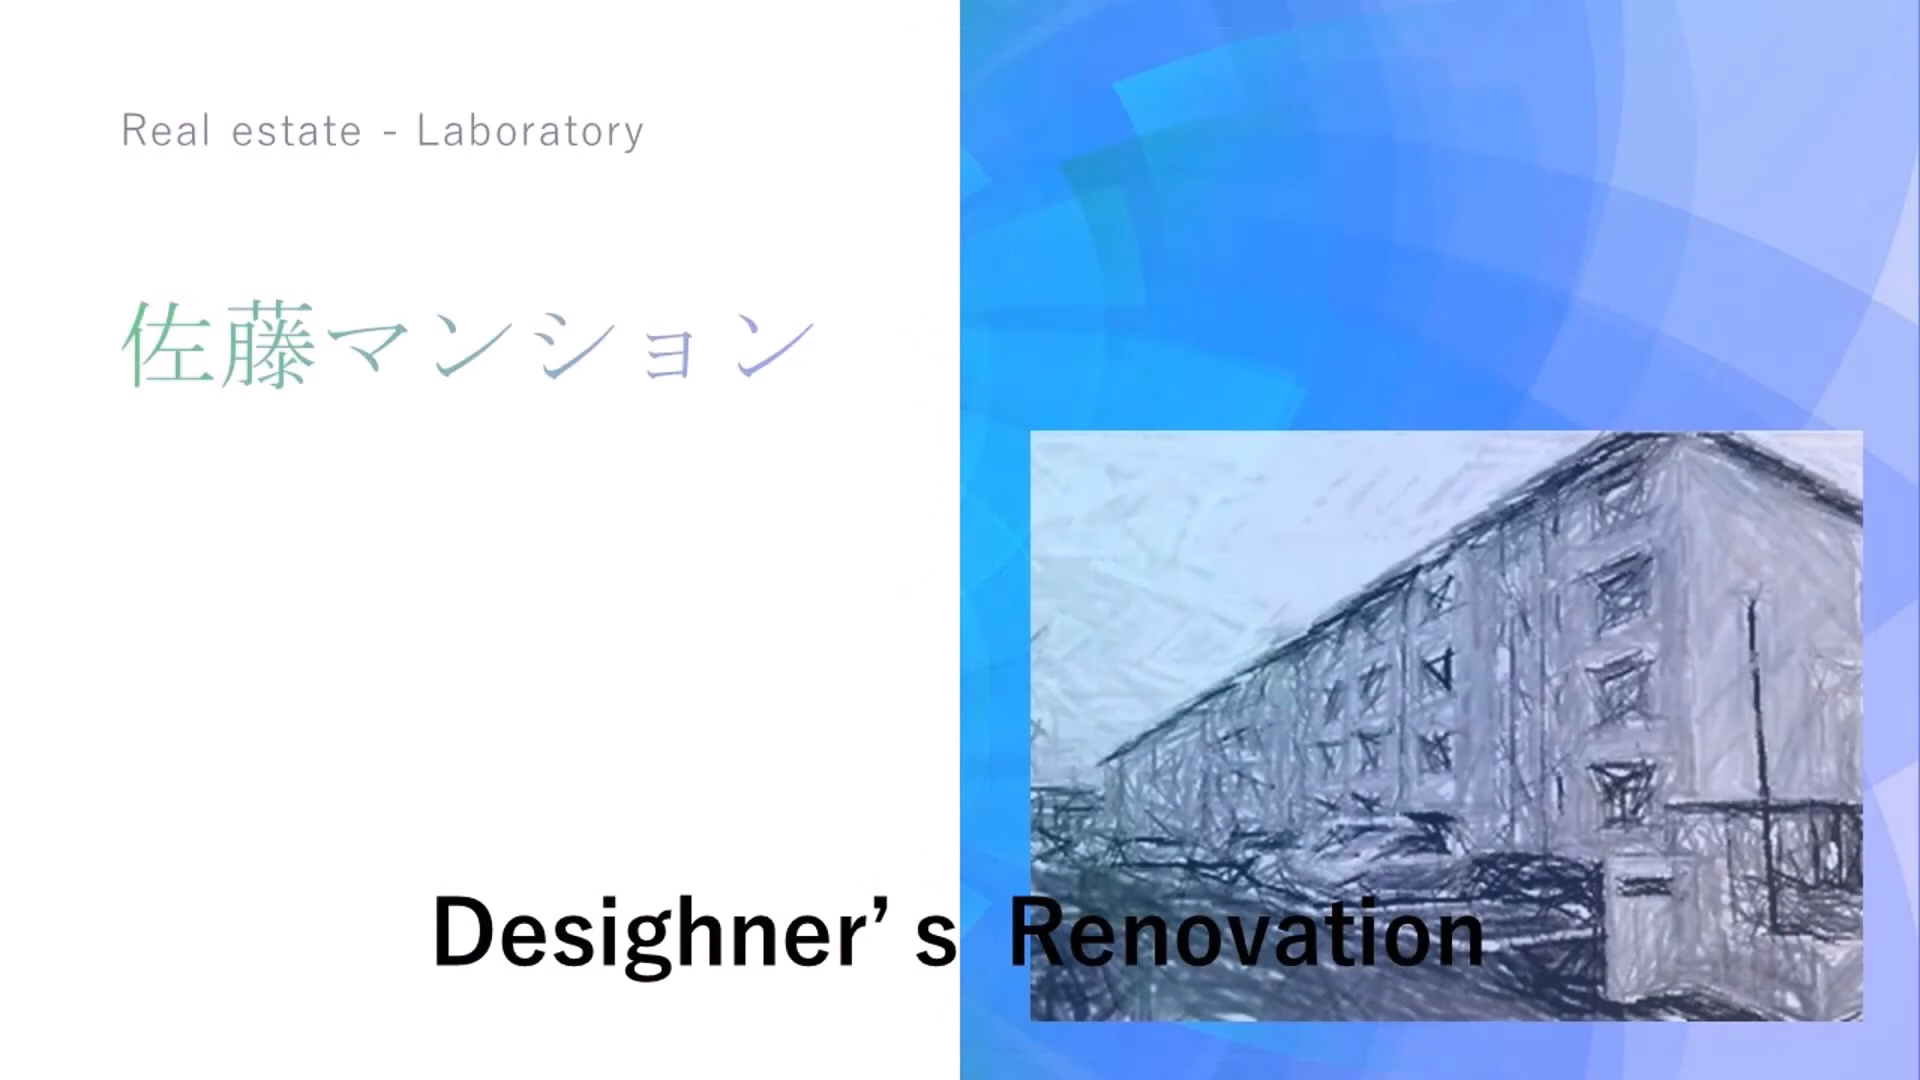 Real estate - Laboratory
佐藤マンション
Desighner’s Renovation